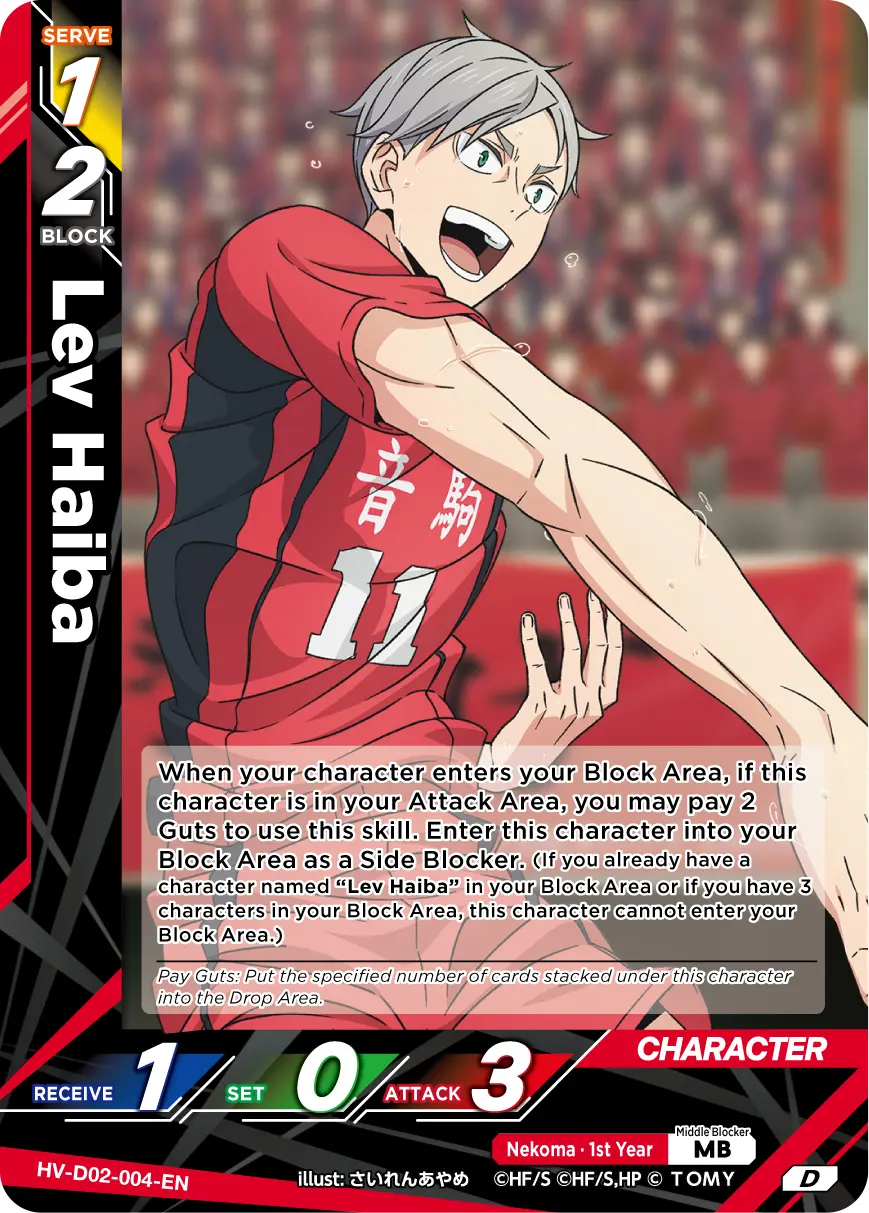 SERVE
1
2
BLOCK
Lev Haiba
音駒
11
When your character enters your Block Area, if this
character is in your Attack Area, you may pay 2
Guts to use this skill. Enter this character into your
Block Area as a Side Blocker. (If you already have a
character named “Lev Haiba” in your Block Area or if you have 3
characters in your Block Area, this character cannot enter your
Block Area.)
Pay Guts: Put the specified number of cards stacked under this character
into the Drop Area.
CHARACTER
RECEIVE 1 SET 0 ATTACK 3
Nekoma · 1st Year
Middle Blocker
MB
HV-D02-004-EN
illust: さいれんあやめ
©HF/S ©HF/S,HP © TOMY
D